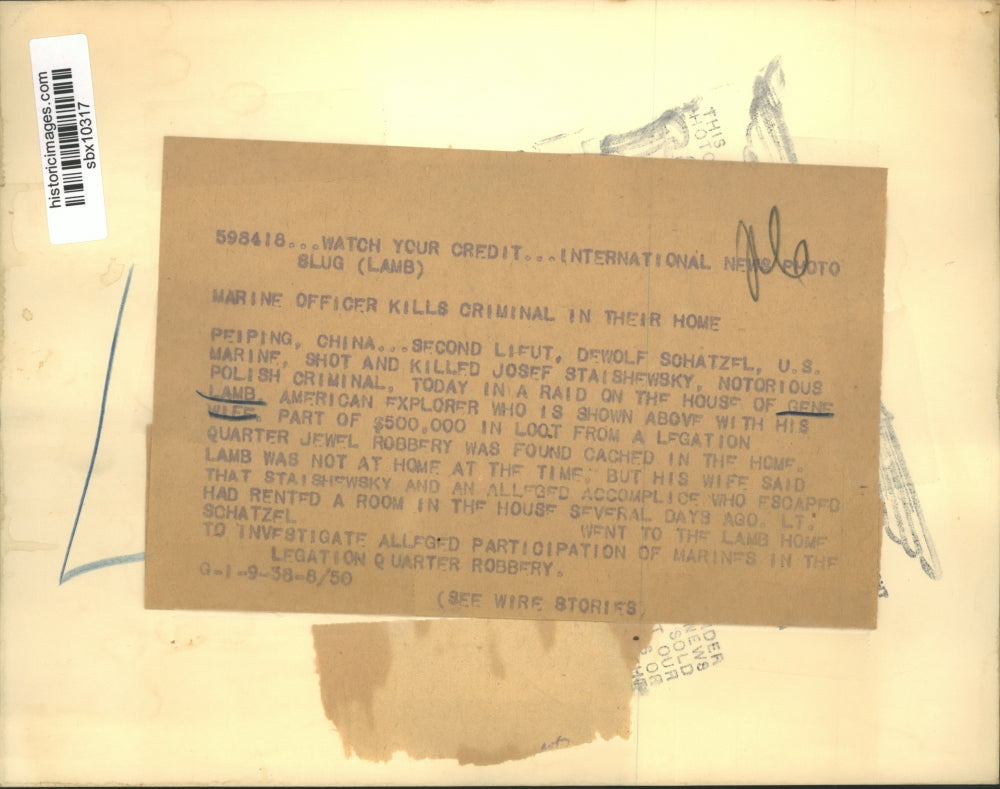 historicimages.com
sbx10317
THIS
598418...WATCH YOUR CREDIT...INTERNATIONAL NEWS PHOTO
SLUG (LAMB)
MARINE OFFICER KILLS CRIMINAL IN THEIR HOME
PEIPING, CHINA...SECOND LIEUT, DEWOLF SCHATZEL, U.S.
MARINE, SHOT AND KILLED JOSEF STAISHEWSKY, NOTORIOUS
POLISH CRIMINAL, TODAY IN A RAID ON THE HOUSE OF GENE
LAMB, AMERICAN EXPLORER WHO IS SHOWN ABOVE WITH HIS
WIFE. PART OF $500,000 IN LOOT FROM A LEGATION
QUARTER JEWEL ROBBERY WAS FOUND CACHED IN THE HOME.
LAMB WAS NOT AT HOME AT THE TIME, BUT HIS WIFE SAID
THAT STAISHEWSKY AND AN ALLEGED ACCOMPLICE WHO ESCAPED
HAD RENTED A ROOM IN THE HOUSE SEVERAL DAYS AGO. LT.
SCHATZEL WENT TO THE LAMB HOME
TO INVESTIGATE ALLEGED PARTICIPATION OF MARINES IN THE
LEGATION QUARTER ROBBERY.
G-1-9-38-8/50
(SEE WIRE STORIES)
NEWS
SOLD
OUR
OR